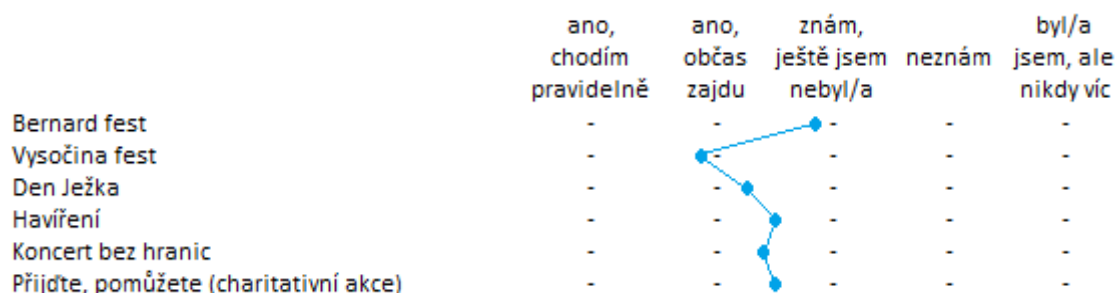 ano, ano, znám, byl/a
chodím občas ještě jsem neznám jsem, ale
pravidelně zajdu nebyl/a nikdy víc
Bernard fest - - - - -
Vysočina fest - - - - -
Den Ježka - - - - -
Havíření - - - - -
Koncert bez hranic - - - - -
Přijďte, pomůžete (charitativní akce) - - - - -